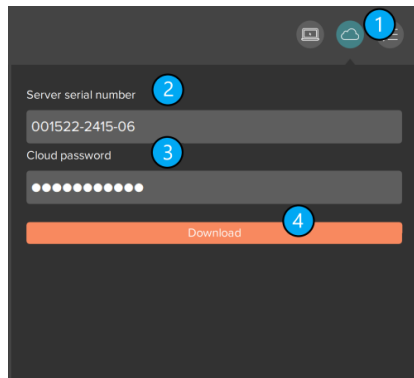 1
Server serial number 2
001522-2415-06
Cloud password 3
●●●●●●●●●●●
Download 4